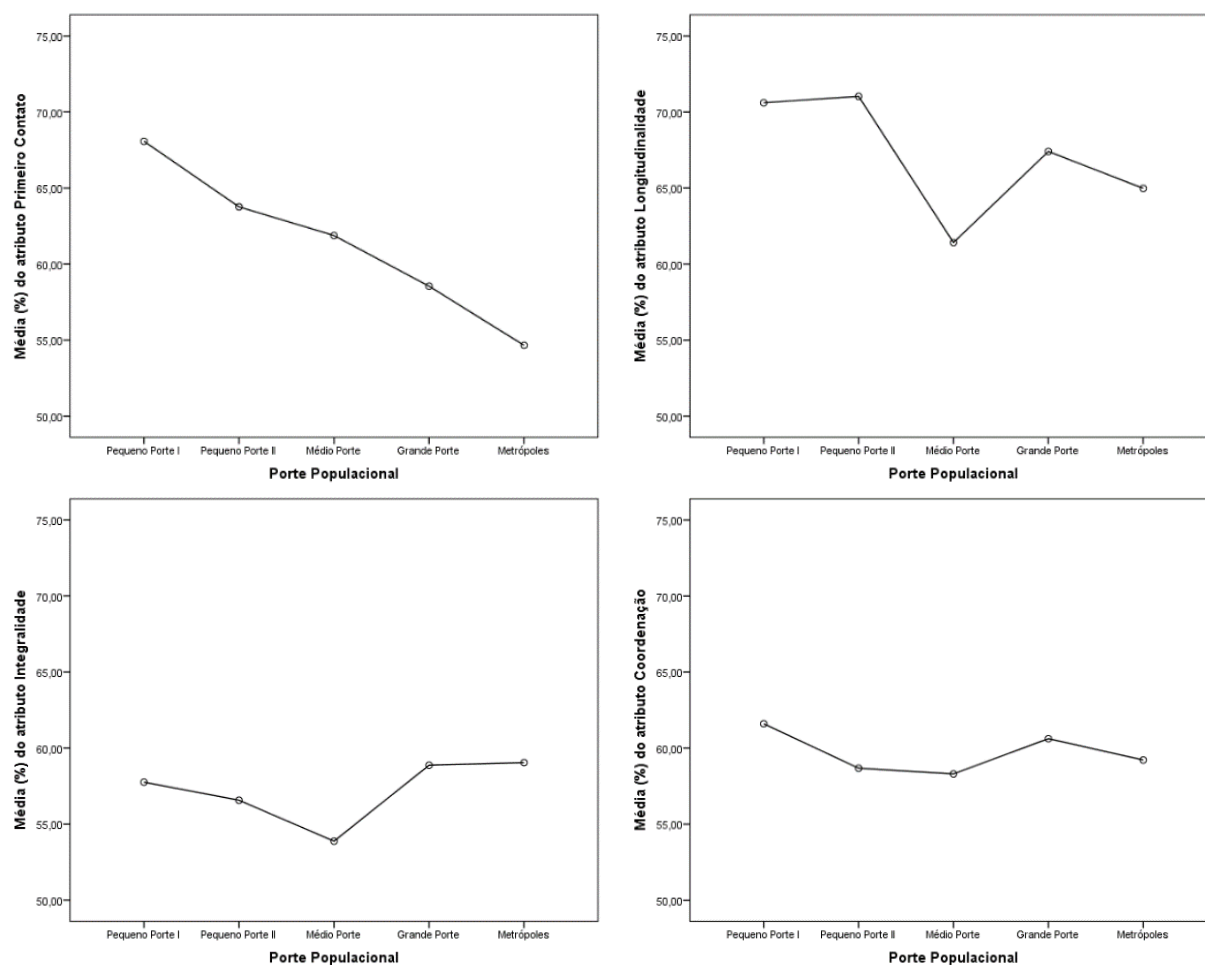 Média (%) do atributo Primeiro Contato
75,00
70,00
65,00
60,00
55,00
50,00
Pequeno Porte I Pequeno Porte II Médio Porte Grande Porte Metrópoles
Porte Populacional
Média (%) do atributo Longitudinalidade
75,00
70,00
65,00
60,00
55,00
50,00
Pequeno Porte I Pequeno Porte II Médio Porte Grande Porte Metrópoles
Porte Populacional
Média (%) do atributo Integralidade
75,00
70,00
65,00
60,00
55,00
50,00
Pequeno Porte I Pequeno Porte II Médio Porte Grande Porte Metrópoles
Porte Populacional
Média (%) do atributo Coordenação
75,00
70,00
65,00
60,00
55,00
50,00
Pequeno Porte I Pequeno Porte II Médio Porte Grande Porte Metrópoles
Porte Populacional